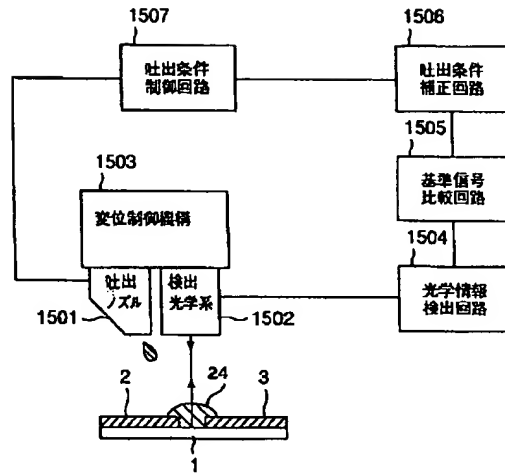 1507
吐出条件
制御回路
1506
吐出条件
補正回路
1505
基準信号
比較回路
1503
変位制御機構
1504
光学情報
検出回路
吐出
ノズル
1501
検出
光学系
1502
2
24
3
1